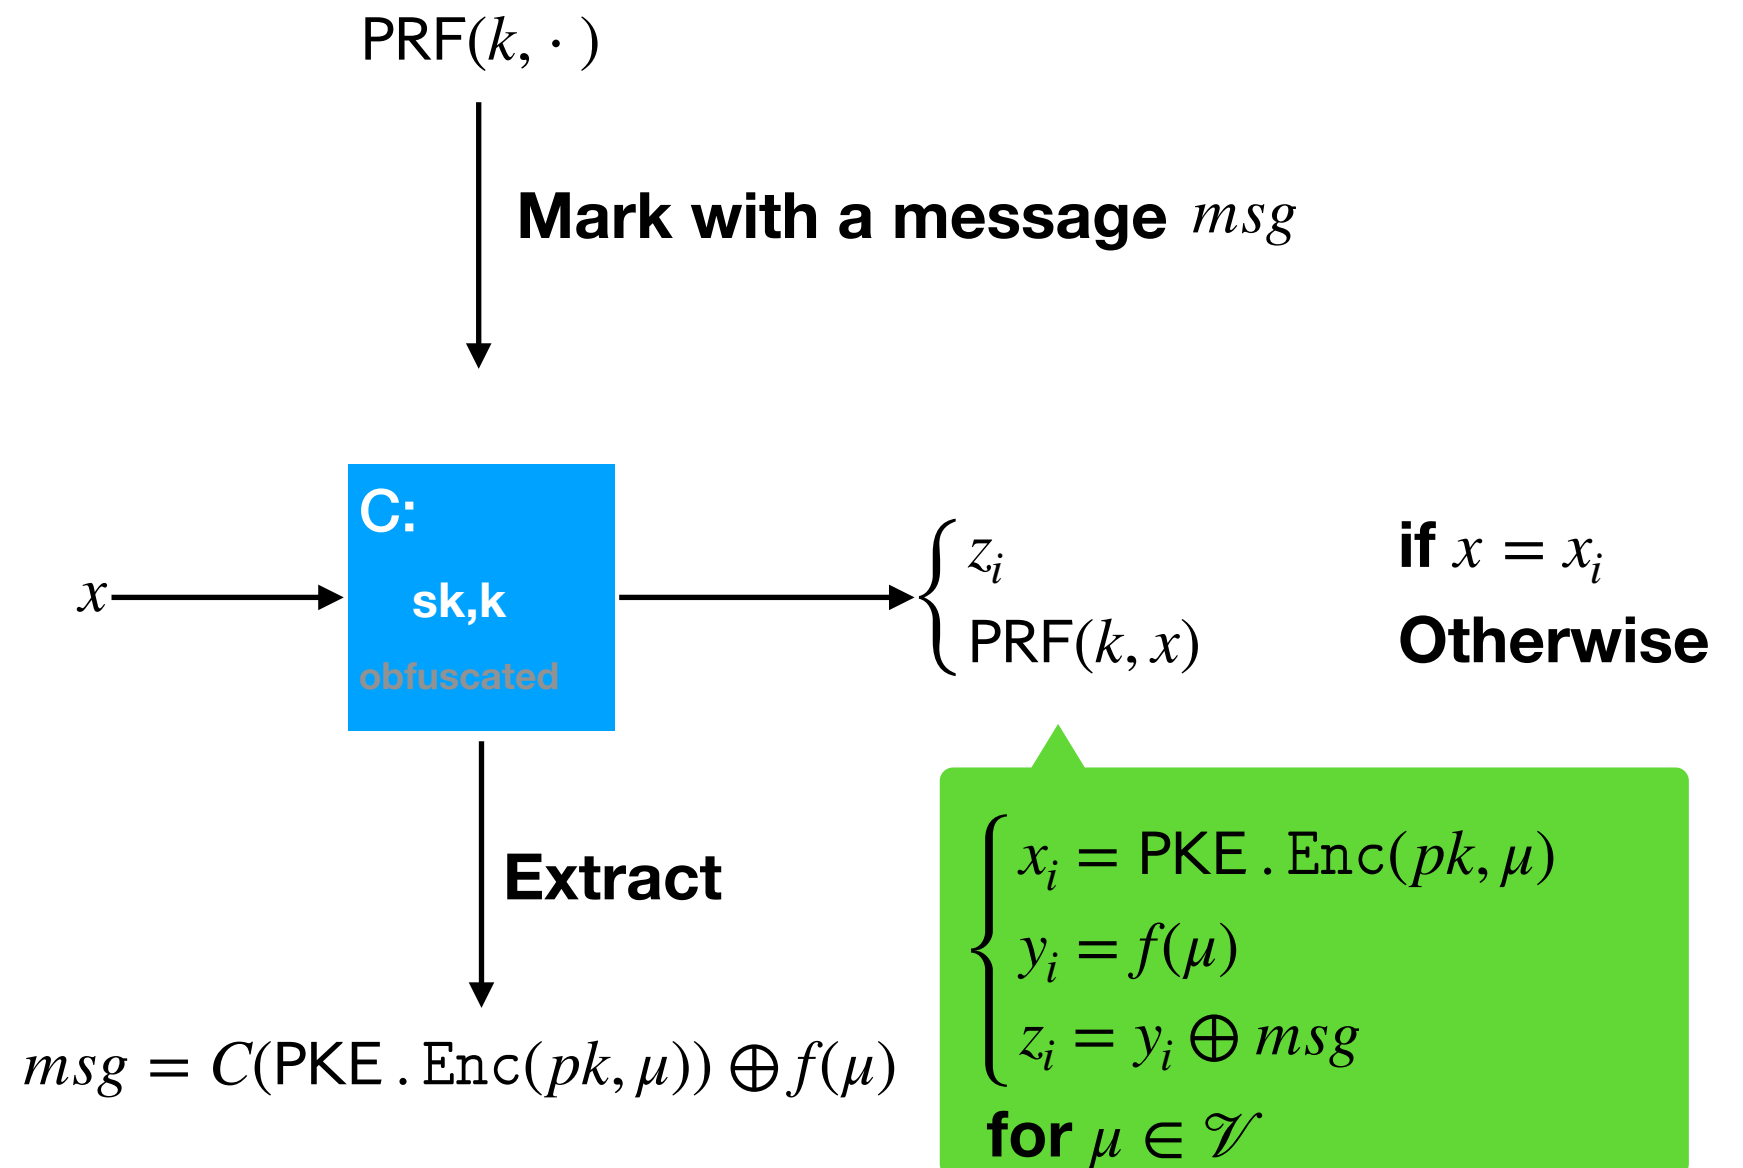 PRF(k, · )
Mark with a message msg
C:
sk,k
obfuscated
x
z_i if x = x_i
PRF(k, x) Otherwise
Extract
msg = C(PKE . Enc(pk, μ)) ⊕ f(μ)
x_i = PKE . Enc(pk, μ)
y_i = f(μ)
z_i = y_i ⊕ msg
for μ ∈ 𝒱